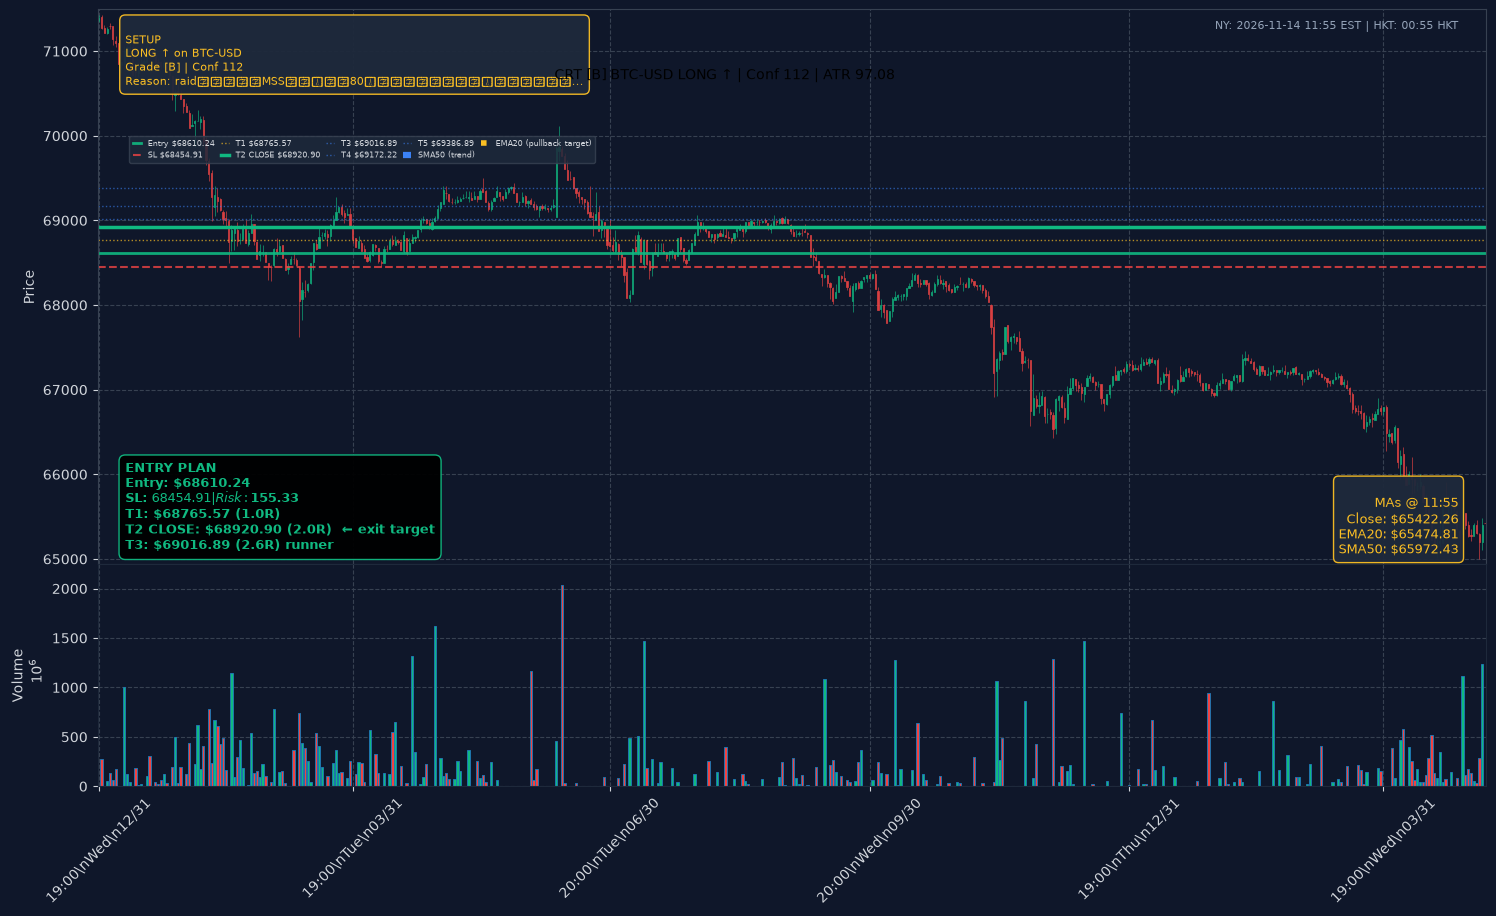 NY: 2026-11-14 11:55 EST | HKT: 00:55 HKT
SETUP
LONG ↑ on BTC-USD
Grade [B] | Conf 112
Reason: raid MSS / 80 / / ...
CRT [B] BTC-USD LONG ↑ | Conf 112 | ATR 97.08
Entry $68610.24
SL $68454.91
T1 $68765.57
T2 CLOSE $68920.90
T3 $69016.89
T4 $69172.22
T5 $69386.89
SMA50 (trend)
EMA20 (pullback target)
Price
71000
70000
69000
68000
67000
66000
65000
ENTRY PLAN
Entry: $68610.24
SL: 68454.91|Risk:155.33
T1: $68765.57 (1.0R)
T2 CLOSE: $68920.90 (2.0R) ← exit target
T3: $69016.89 (2.6R) runner
MAs @ 11:55
Close: $65422.26
EMA20: $65474.81
SMA50: $65972.43
Volume
10⁶
2000
1500
1000
500
0
19:00\nWed\n12/31
19:00\nTue\n03/31
20:00\nTue\n06/30
20:00\nWed\n09/30
19:00\nThu\n12/31
19:00\nWed\n03/31